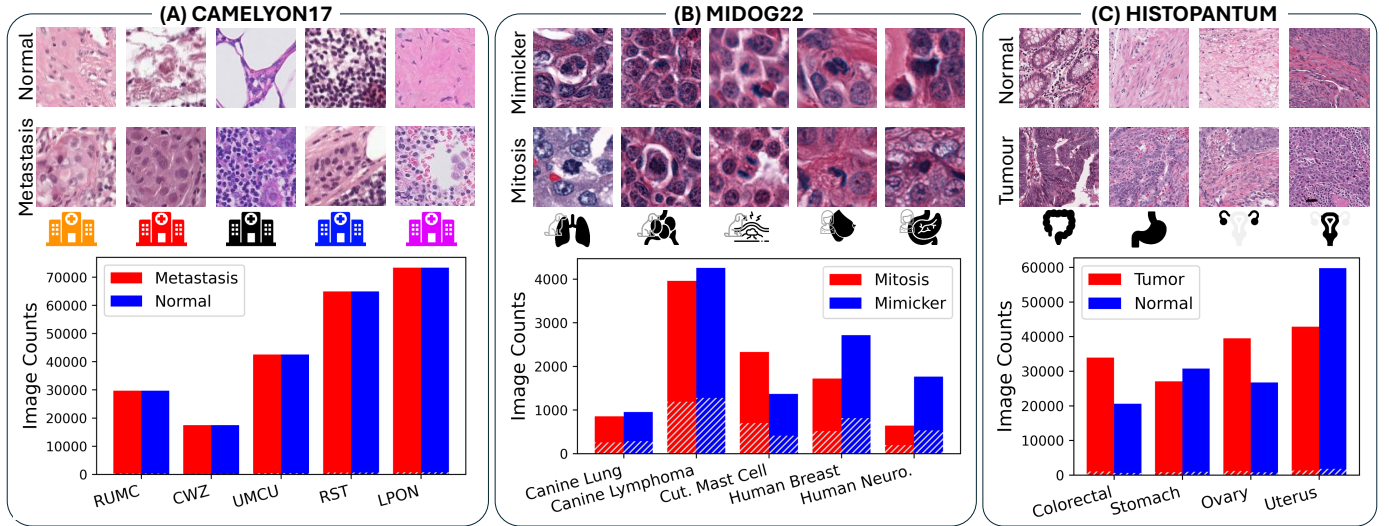 (A) CAMELYON17
Normal
Metastasis
Metastasis
Normal
Image Counts
70000
60000
50000
40000
30000
20000
10000
0
RUMC
CWZ
UMCU
RST
LPON
(B) MIDOG22
Mimicker
Mitosis
Mitosis
Mimicker
Image Counts
4000
3000
2000
1000
0
Canine Lung
Canine Lymphoma
Cut. Mast Cell
Human Breast
Human Neuro.
(C) HISTOPANTUM
Normal
Tumour
Tumor
Normal
Image Counts
60000
50000
40000
30000
20000
10000
0
Colorectal
Stomach
Ovary
Uterus